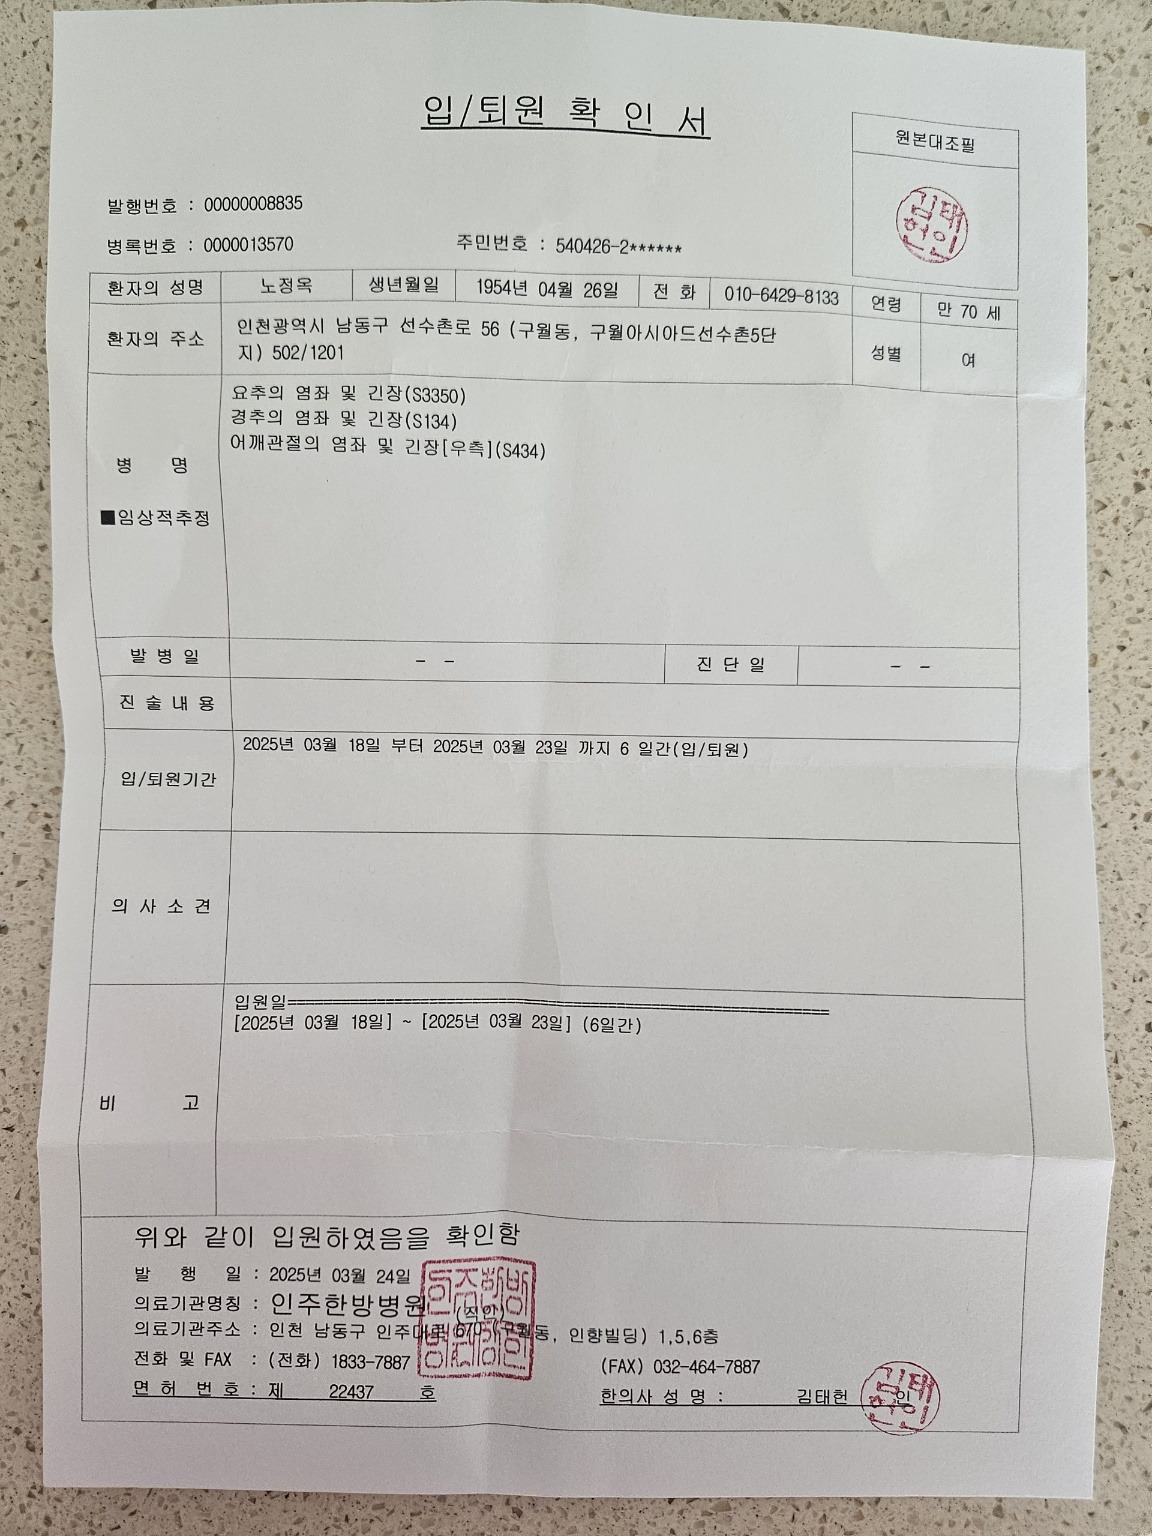 입/퇴원 확 인 서
원본대조필
김태헌인
발행번호 : 00000008835
병록번호 : 0000013570
주민번호 : 540426-2******
환자의 성명 노정옥 생년월일 1954년 04월 26일 전 화 010-6429-8133 연령 만 70 세
환자의 주소 인천광역시 남동구 선수촌로 56 (구월동, 구월아시아드선수촌5단
지) 502/1201
성별 여
병 명
■임상적추정
요추의 염좌 및 긴장(S3350)
경추의 염좌 및 긴장(S134)
어깨관절의 염좌 및 긴장[우측](S434)
발 병 일 - - 진 단 일 - -
진 술 내 용
입/퇴원기간 2025년 03월 18일 부터 2025년 03월 23일 까지 6 일간(입/퇴원)
의 사 소 견
비 고
입원일==========
[2025년 03월 18일] ~ [2025년 03월 23일] (6일간)
위와 같이 입원하였음을 확인함
발 행 일 : 2025년 03월 24일
의료기관명칭 : 인주한방병원 (직인)
의료기관주소 : 인천 남동구 인주대로 670 (구월동, 인향빌딩) 1,5,6층
전화 및 FAX : (전화) 1833-7887 (FAX) 032-464-7887
면 허 번 호 : 제 22437 호 한의사 성 명 : 김태헌 인
김태헌인